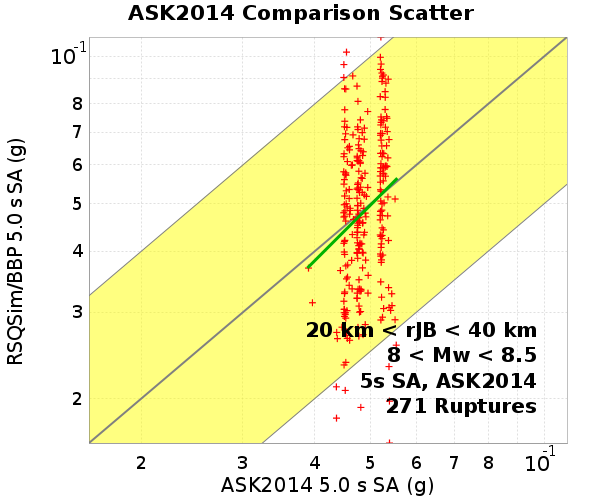 ASK2014 Comparison Scatter
RSQSim/BBP 5.0 s SA (g)
10-1
8
7
6
5
4
3
2
20 km < rJB < 40 km
8 < Mw < 8.5
5s SA, ASK2014
271 Ruptures
2 3 4 5 6 7 8 10-1
ASK2014 5.0 s SA (g)